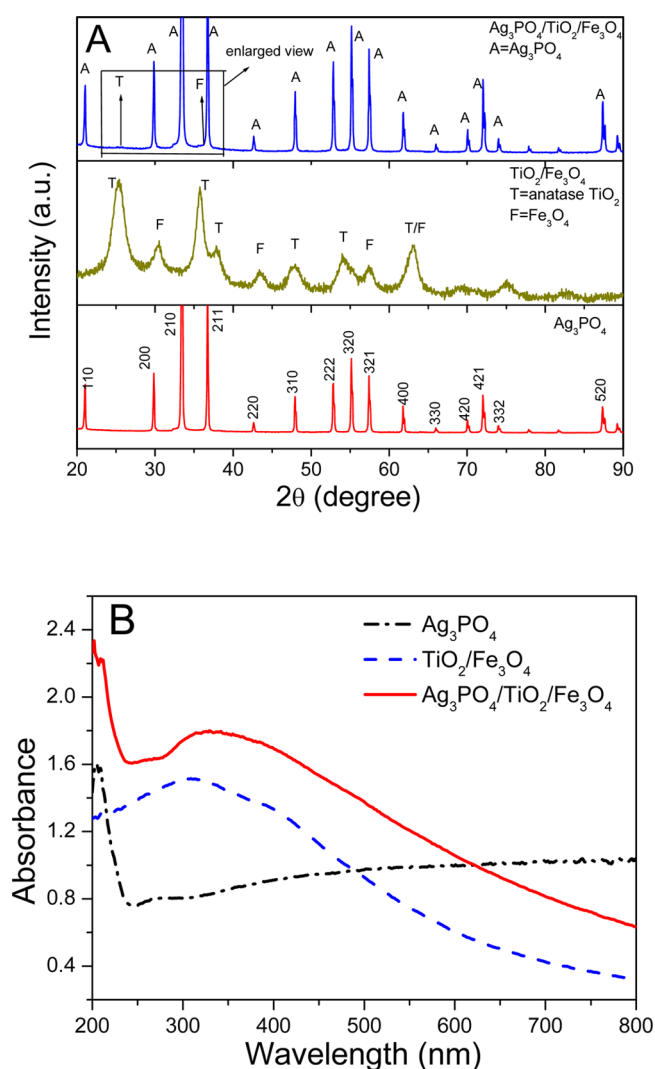 A
Ag₃PO₄/TiO₂/Fe₃O₄
A=Ag₃PO₄
enlarged view
A T A A F A A A A A A A A A A A A
TiO₂/Fe₃O₄
T=anatase TiO₂
F=Fe₃O₄
T F T T F T T F T/F
Ag₃PO₄
110 200 210 211 220 310 222 320 321 400 330 420 421 332 520
Intensity (a.u.)
20 30 40 50 60 70 80 90
2θ (degree)
B
Ag₃PO₄
TiO₂/Fe₃O₄
Ag₃PO₄/TiO₂/Fe₃O₄
Absorbance
2.4
2.0
1.6
1.2
0.8
0.4
200 300 400 500 600 700 800
Wavelength (nm)